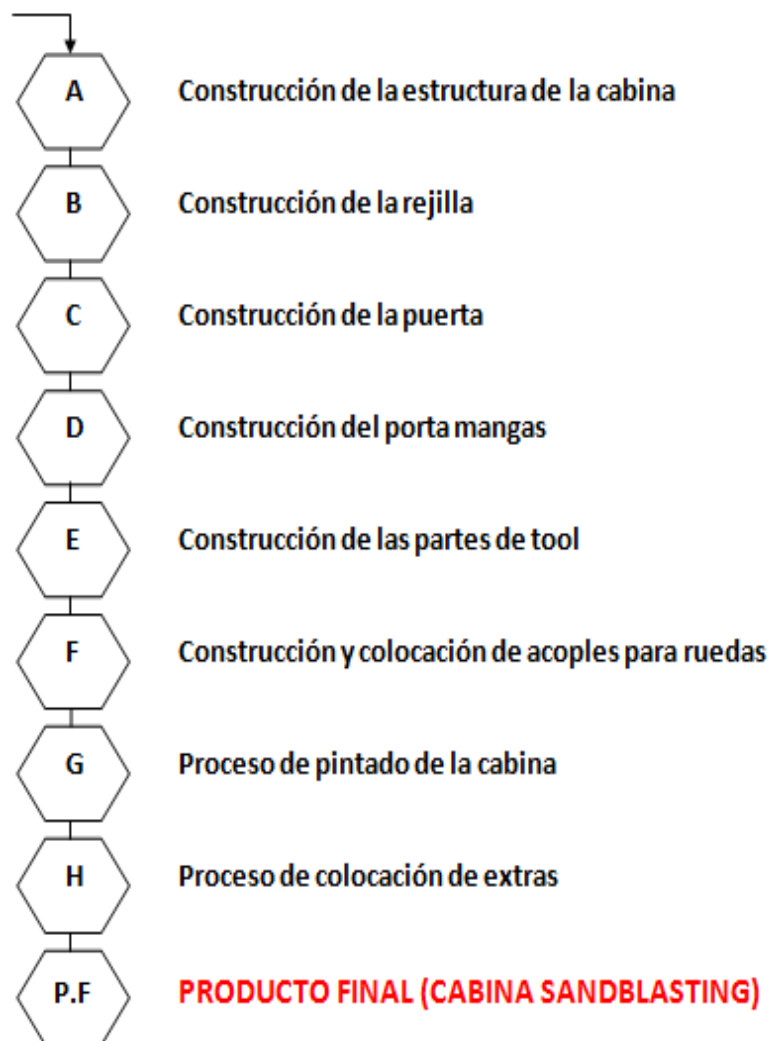 A Construcción de la estructura de la cabina
B Construcción de la rejilla
C Construcción de la puerta
D Construcción del porta mangas
E Construcción de las partes de tool
F Construcción y colocación de acoples para ruedas
G Proceso de pintado de la cabina
H Proceso de colocación de extras
P.F PRODUCTO FINAL (CABINA SANDBLASTING)